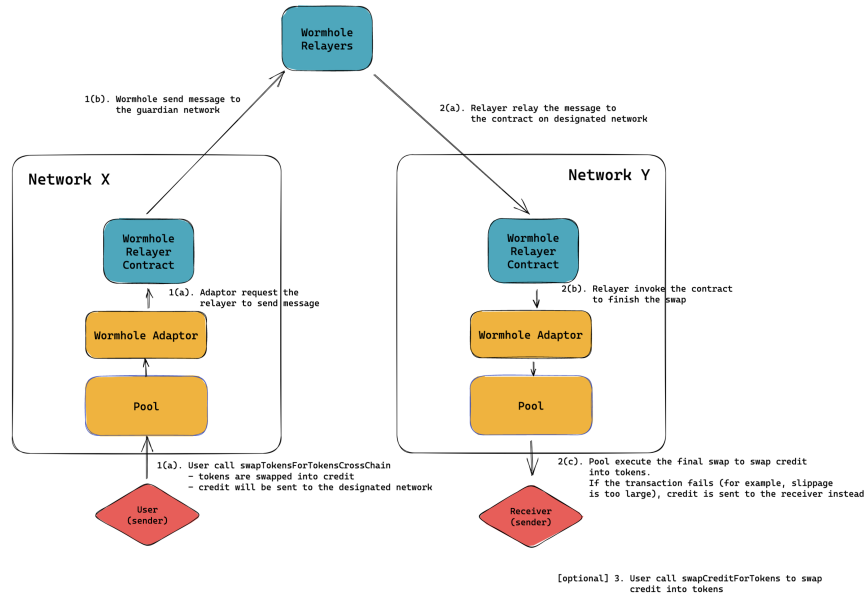 Wormhole
Relayers
1(b). Wormhole send message to
the guardian network
2(a). Relayer relay the message to
the contract on designated network
Network X
Network Y
Wormhole
Relayer
Contract
Wormhole
Relayer
Contract
1(a). Adaptor request the
relayer to send message
2(b). Relayer invoke the contract
to finish the swap
Wormhole Adaptor
Wormhole Adaptor
Pool
Pool
1(a). User call swapTokensForTokensCrossChain
- tokens are swapped into credit
- credit will be sent to the designated network
2(c). Pool execute the final swap to swap credit
into tokens.
If the transaction fails (for example, slippage
is too large), credit is sent to the receiver instead
User
(sender)
Receiver
(sender)
[optional] 3. User call swapCreditForTokens to swap
credit into tokens